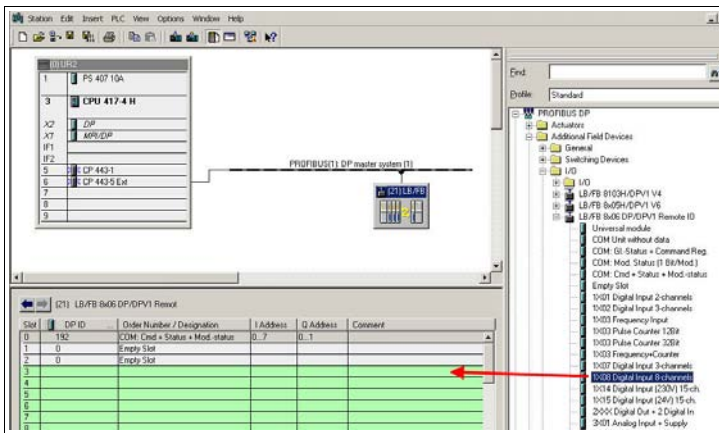 Station Edit Insert PLC View Options Window Help
(0) UR2
1 PS 407 10A
3 CPU 417-4 H
X2 DP
X1 MPI/DP
IF1
IF2
5 CP 443-1
6 CP 443-5 Ext
7
8
9
PROFIBUS(1): DP master system (1)
(21) LB/FB
Find:
Profile: Standard
PROFIBUS DP
Actuators
Additional Field Devices
General
Switching Devices
I/O
I/O
LB/FB 8103H/DPV1 V4
LB/FB 8x05H/DPV1 V6
LB/FB 8x06 DP/DPV1 Remote IO
Universal module
COM Unit without data
COM: Gl.-Status + Command Reg.
COM: Mod. Status (1 Bit/Mod.)
COM: Cmd + Status + Mod.-status
Empty Slot
1X01 Digital Input 2-channels
1X02 Digital Input 3-channels
1X03 Frequency Input
1X03 Pulse Counter 12Bit
1X03 Pulse Counter 32Bit
1X03 Frequency+Counter
1X07 Digital Input 3-channels
1X08 Digital Input 8-channels
1X14 Digital Input (230V) 15-ch.
1X15 Digital Input (24V) 15-ch.
2XXX Digital Out + 2 Digital In
3X01 Analog Input + Supply
(21) LB/FB 8x06 DP/DPV1 Remot
Slot DP ID ... Order Number / Designation I Address Q Address Comment
0 192 COM: Cmd + Status + Mod.-status 0...7 0...1
1 0 Empty Slot
2 0 Empty Slot
3
4
5
6
7
8